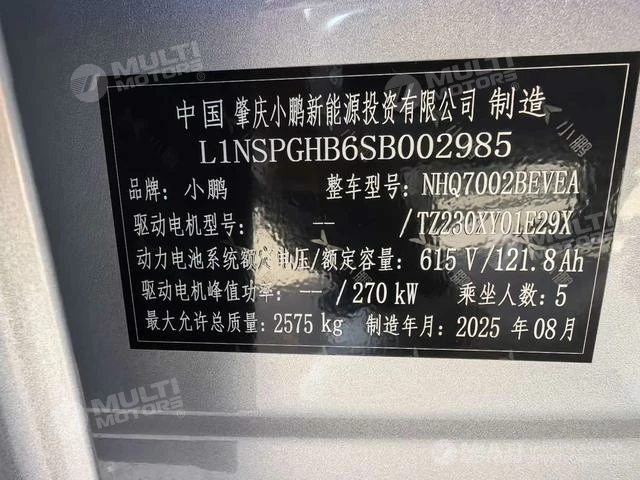 MULTI
MOTORS
中国 肇庆小鹏新能源投资有限公司 制造
L1NSPGHB6SB002985
品牌: 小鹏 整车型号: NHQ7002BEVEA
驱动电机型号: -- /TZ230XY01E29X
动力电池系统额定电压/额定容量: 615 V/121.8Ah
驱动电机峰值功率: --/270 kW 乘坐人数: 5
最大允许总质量: 2575 kg 制造年月: 2025 年08月
MULTI
MOTORS